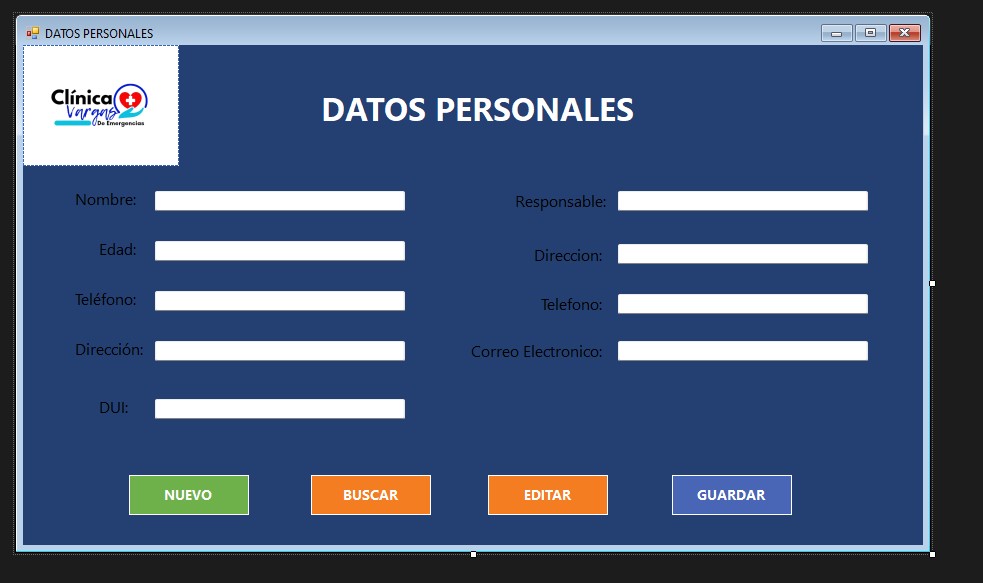 DATOS PERSONALES
Clínica
Vargas
De Emergencias
DATOS PERSONALES
Nombre:
Responsable:
Edad:
Direccion:
Teléfono:
Telefono:
Dirección:
Correo Electronico:
DUI:
NUEVO
BUSCAR
EDITAR
GUARDAR